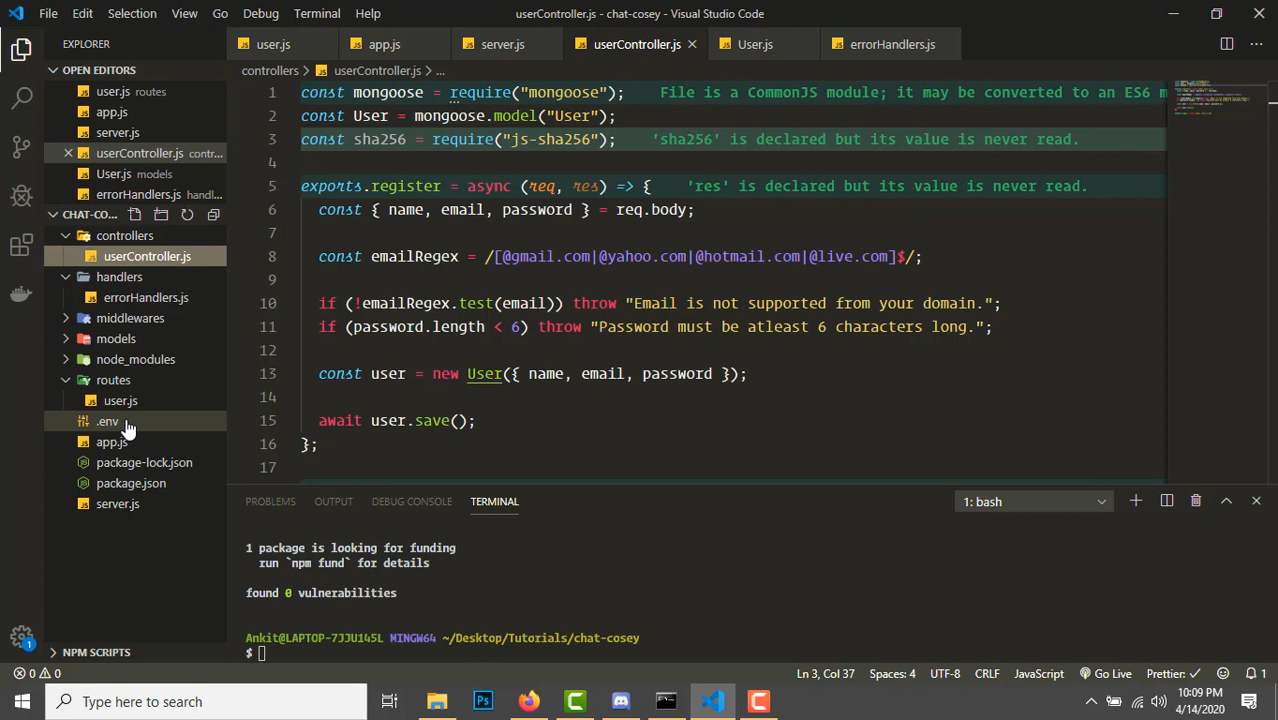 File Edit Selection View Go Debug Terminal Help userController.js - chat-cosey - Visual Studio Code
EXPLORER
user.js app.js server.js userController.js User.js errorHandlers.js
OPEN EDITORS
user.js routes
app.js
server.js
userController.js contr...
User.js models
errorHandlers.js handl...
CHAT-CO...
controllers
userController.js
handlers
errorHandlers.js
middlewares
models
node_modules
routes
user.js
.env
app.js
package-lock.json
package.json
server.js
NPM SCRIPTS
controllers > userController.js > ...
1 const mongoose = require("mongoose"); File is a CommonJS module; it may be converted to an ES6 m
2 const User = mongoose.model("User");
3 const sha256 = require("js-sha256"); 'sha256' is declared but its value is never read.
4
5 exports.register = async (req, res) => { 'res' is declared but its value is never read.
6 const { name, email, password } = req.body;
7
8 const emailRegex = /[@gmail.com|@yahoo.com|@hotmail.com|@live.com]$/;
9
10 if (!emailRegex.test(email)) throw "Email is not supported from your domain.";
11 if (password.length < 6) throw "Password must be atleast 6 characters long.";
12
13 const user = new User({ name, email, password });
14
15 await user.save();
16 };
17
PROBLEMS OUTPUT DEBUG CONSOLE TERMINAL 1: bash
1 package is looking for funding
run `npm fund` for details
found 0 vulnerabilities
Ankit@LAPTOP-7JJU145L MINGW64 ~/Desktop/Tutorials/chat-cosey
$
1
0 0 Ln 3, Col 37 Spaces: 4 UTF-8 CRLF JavaScript Go Live Prettier: ✓ 1
Type here to search
Ps
10:09 PM
4/14/2020